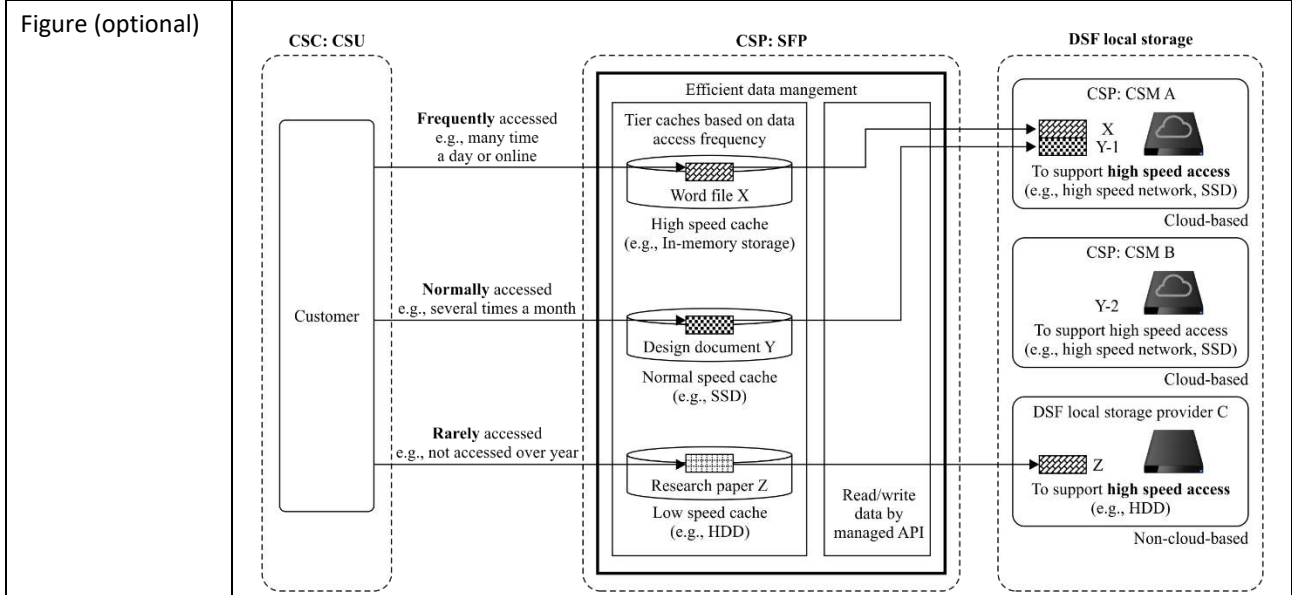 Figure (optional)
CSC: CSU
CSP: SFP
DSF local storage
Customer
Frequently accessed
e.g., many time
a day or online
Normally accessed
e.g., several times a month
Rarely accessed
e.g., not accessed over year
Efficient data mangement
Tier caches based on data
access frequency
Word file X
High speed cache
(e.g., In-memory storage)
Design document Y
Normal speed cache
(e.g., SSD)
Research paper Z
Low speed cache
(e.g., HDD)
Read/write
data by
managed API
CSP: CSM A
X
Y-1
To support high speed access
(e.g., high speed network, SSD)
Cloud-based
CSP: CSM B
Y-2
To support high speed access
(e.g., high speed network, SSD)
Cloud-based
DSF local storage provider C
Z
To support high speed access
(e.g., HDD)
Non-cloud-based